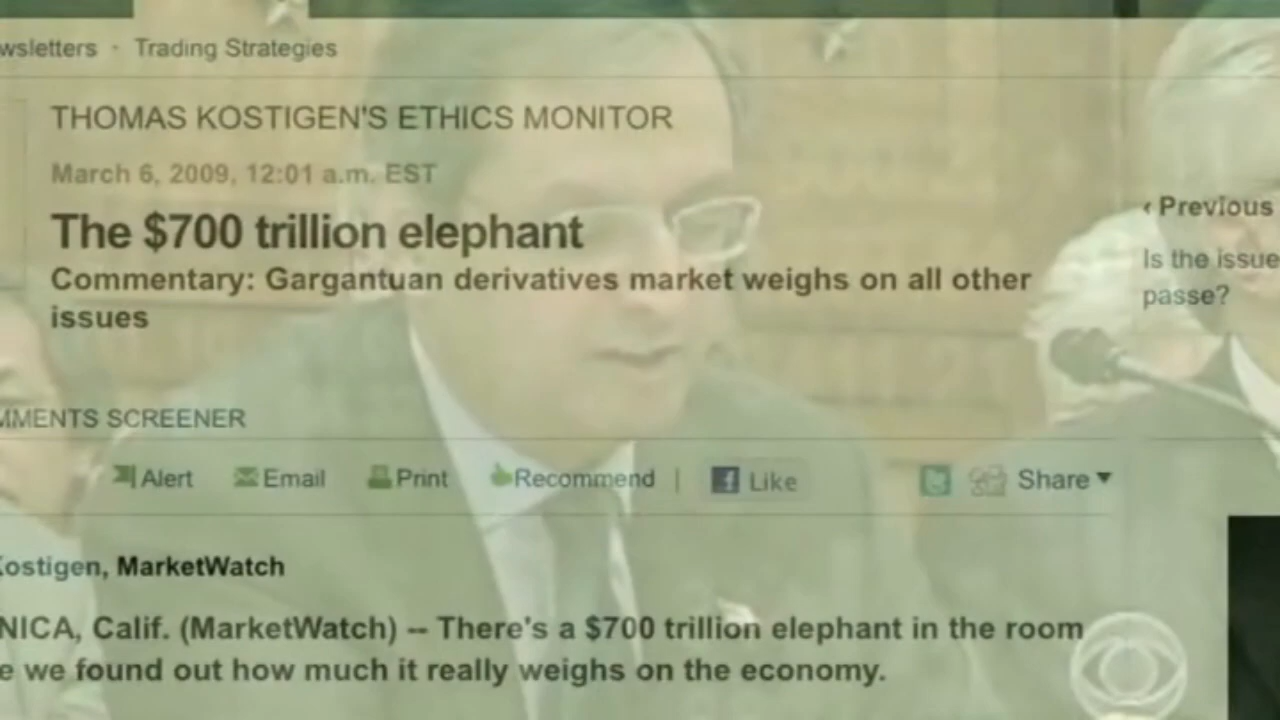 wsletters · Trading Strategies
THOMAS KOSTIGEN'S ETHICS MONITOR
March 6, 2009, 12:01 a.m. EST
The $700 trillion elephant
‹ Previous
Commentary: Gargantuan derivatives market weighs on all other
issues
Is the issue
passe?
MMENTS SCREENER
Alert Email Print Recommend | Like Share
Kostigen, MarketWatch
NICA, Calif. (MarketWatch) -- There's a $700 trillion elephant in the room
e we found out how much it really weighs on the economy.